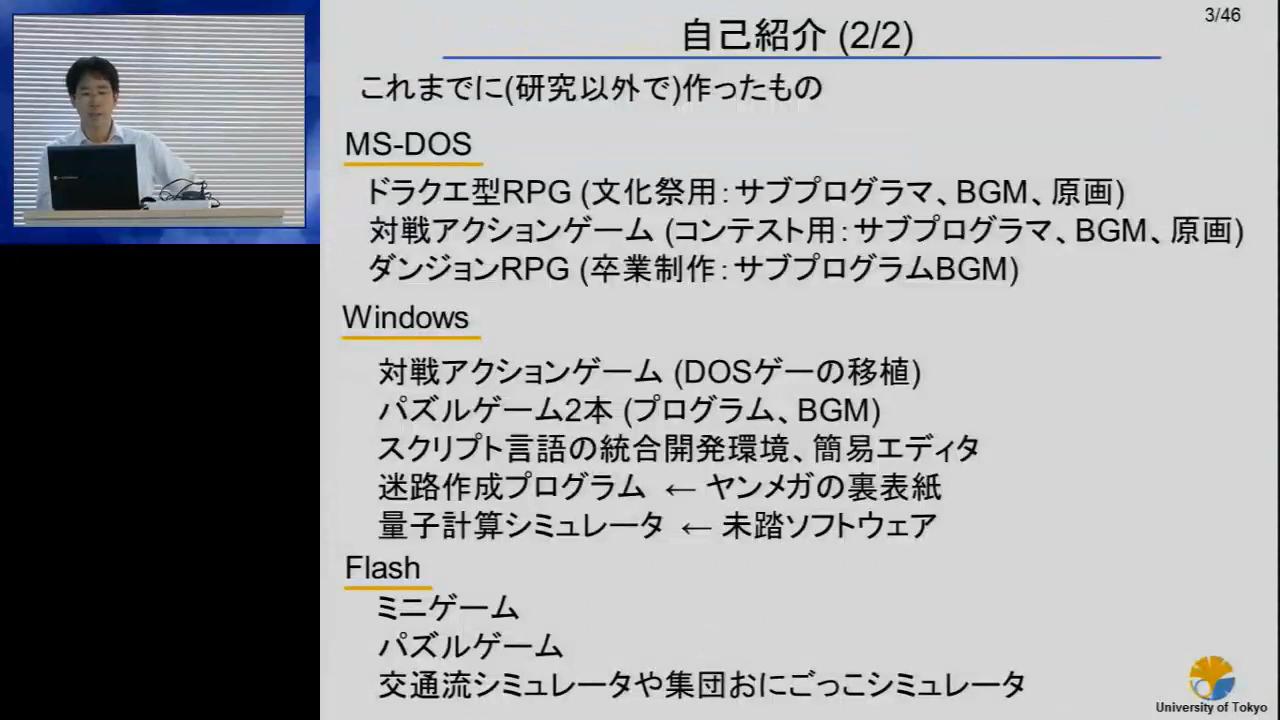 3/46
自己紹介 (2/2)
これまでに(研究以外で)作ったもの
MS-DOS
ドラクエ型RPG (文化祭用：サブプログラマ、BGM、原画)
対戦アクションゲーム (コンテスト用：サブプログラマ、BGM、原画)
ダンジョンRPG (卒業制作：サブプログラムBGM)
Windows
対戦アクションゲーム (DOSゲーの移植)
パズルゲーム2本 (プログラム、BGM)
スクリプト言語の統合開発環境、簡易エディタ
迷路作成プログラム ← ヤンメガの裏表紙
量子計算シミュレータ ← 未踏ソフトウェア
Flash
ミニゲーム
パズルゲーム
交通流シミュレータや集団おにごっこシミュレータ
University of Tokyo